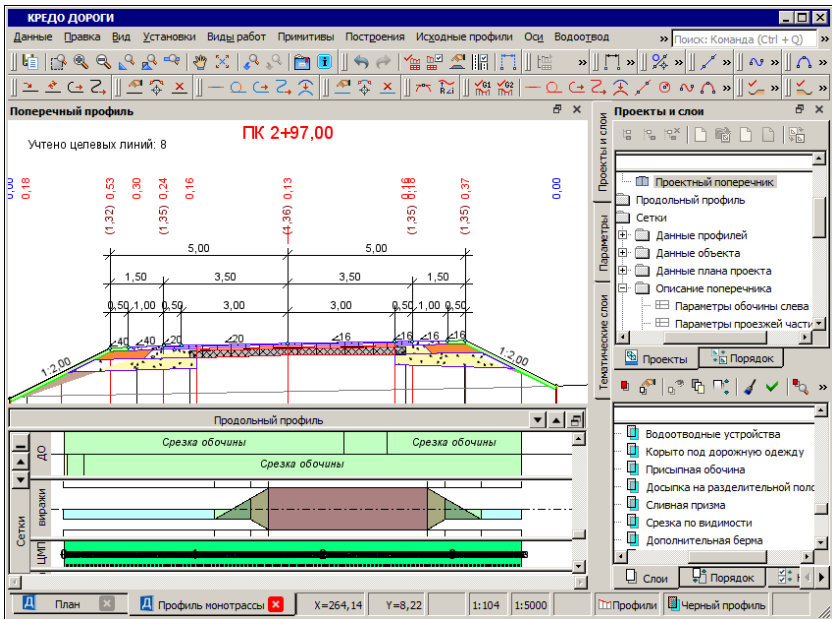 КРЕДО ДОРОГИ
Данные Правка Вид Установки Виды работ Примитивы Построения Исходные профили Оси Водоотвод » Поиск: Команда (Ctrl + Q) »
Поперечный профиль
Проекты и слои
ПК 2+97,00
Учтено целевых линий: 8
0,00 0,18 (1,32) 0,53 0,30 (1,35) 0,24 0,16 (1,36) 0,13 (1,35) 0,18 (1,35) 0,37 0,00
5,00 5,00
1,50 3,50 3,50 1,50
0,50 1,00 0,50 3,00 3,00 0,50 1,00 0,50
40 40 20 20 16 16 16 16
1:2,00 1:2,00
Проекты и слои
Параметры
Тематические слои
Проектный поперечник
Продольный профиль
Сетки
Данные профилей
Данные объекта
Данные плана проекта
Описание поперечника
Параметры обочины слева
Параметры проезжей части
Проекты Порядок
Продольный профиль
Сетки
ДО
Срезка обочины Срезка обочины
Срезка обочины
виражи
ЦМП
Водоотводные устройства
Корыто под дорожную одежду
Присыпная обочина
Досыпка на разделительной поло
Сливная призма
Срезка по видимости
Дополнительная берма
Слои Порядок
План Профиль монотрассы X=264,14 Y=8,22 1:104 1:5000 Профили Черный профиль